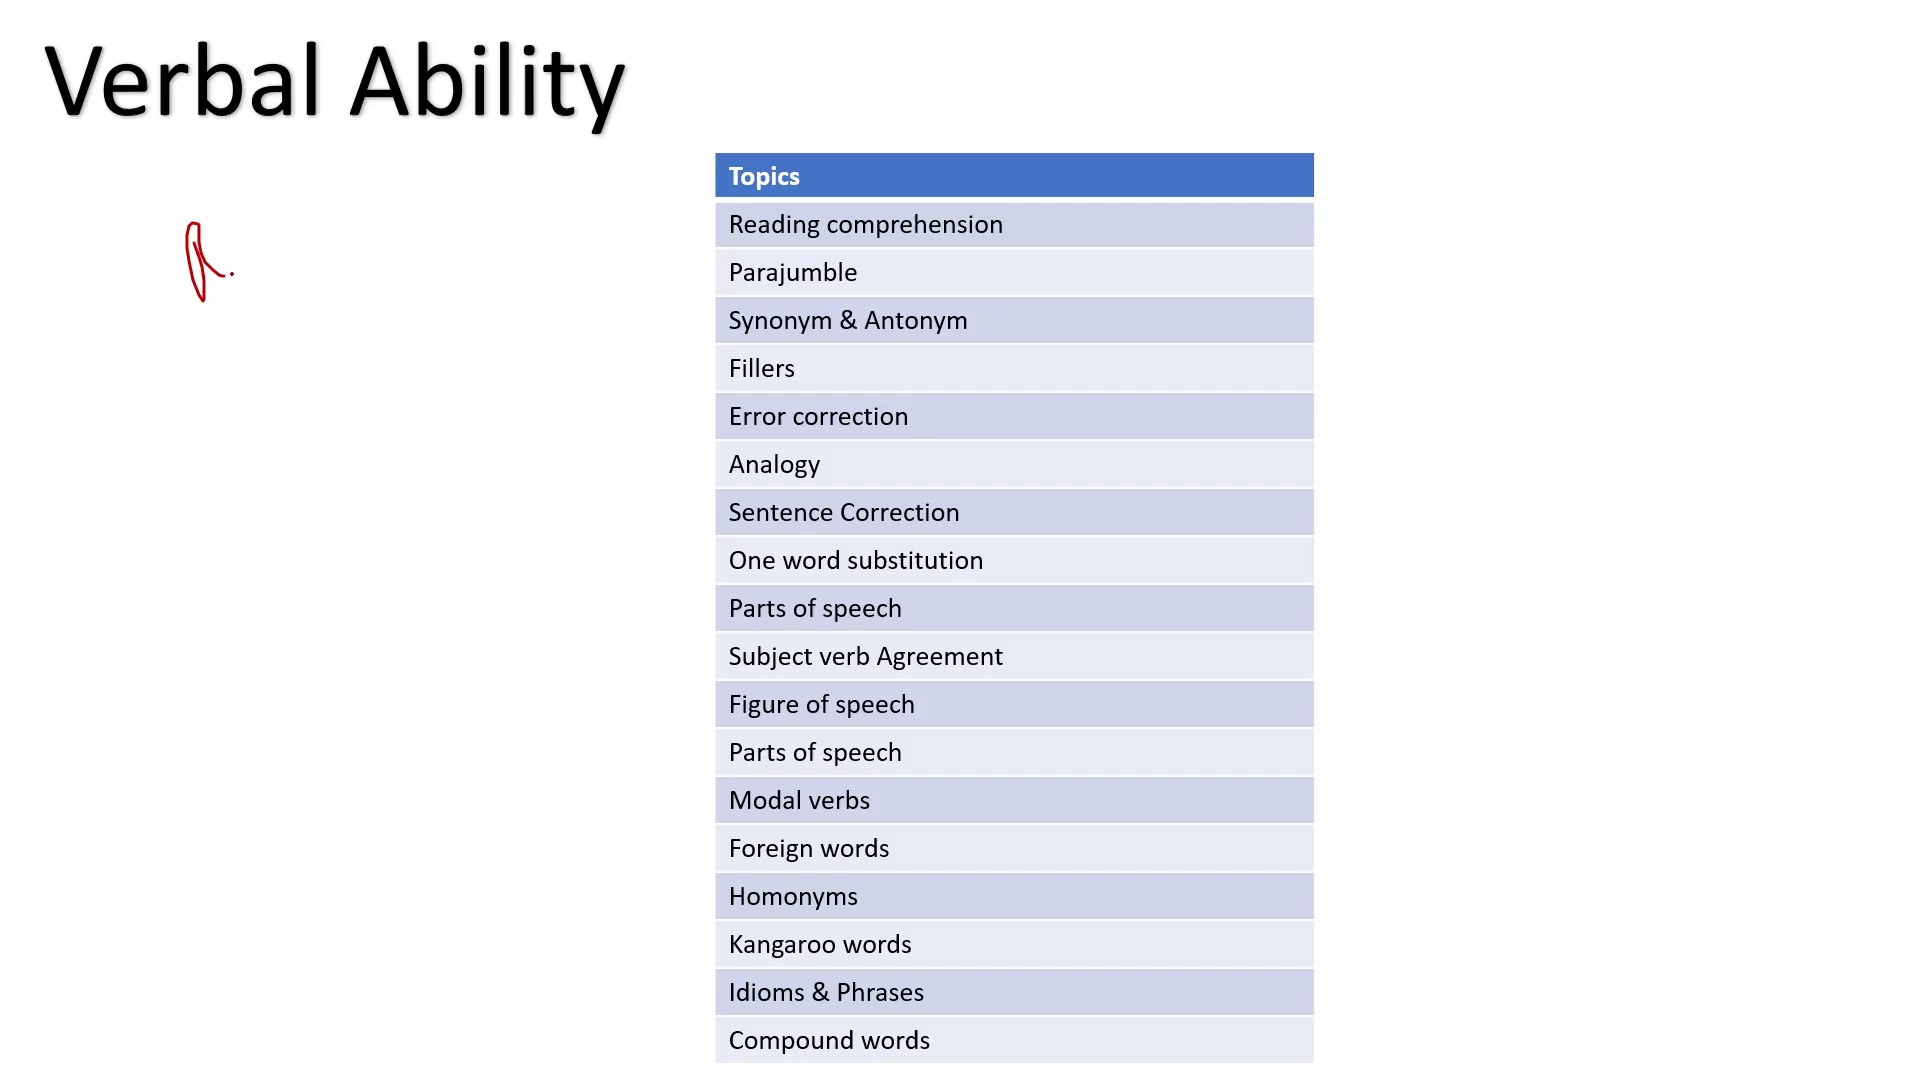 Verbal Ability
Topics
Reading comprehension
Parajumble
Synonym & Antonym
Fillers
Error correction
Analogy
Sentence Correction
One word substitution
Parts of speech
Subject verb Agreement
Figure of speech
Parts of speech
Modal verbs
Foreign words
Homonyms
Kangaroo words
Idioms & Phrases
Compound words